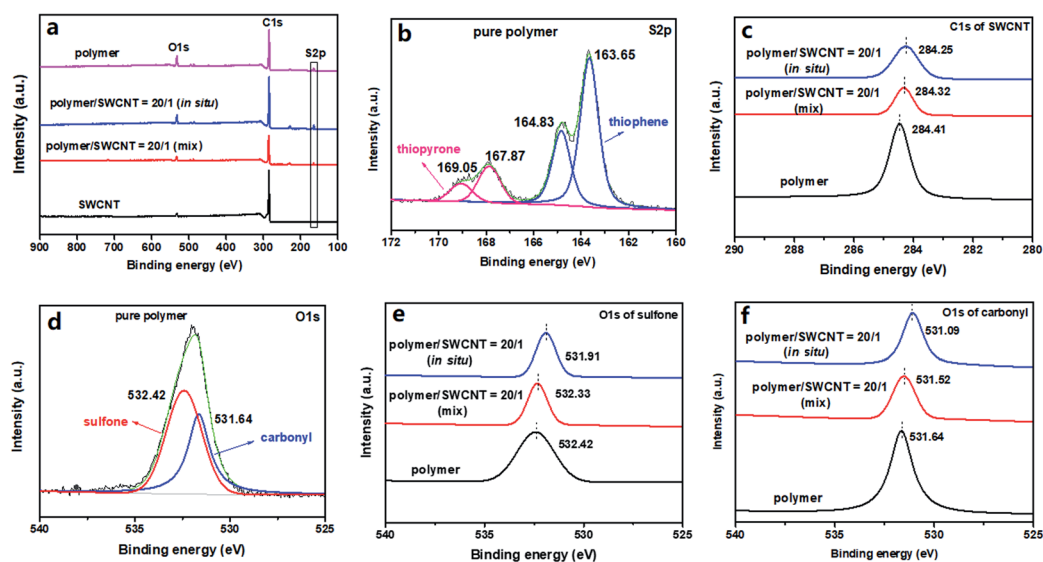 a
C1s
polymer
O1s
S2p
polymer/SWCNT = 20/1 (in situ)
polymer/SWCNT = 20/1 (mix)
SWCNT
Intensity (a.u.)
900 800 700 600 500 400 300 200 100
Binding energy (eV)
b
pure polymer
S2p
163.65
164.83
thiophene
thiopyrone
169.05
167.87
Intensity (a.u.)
172 170 168 166 164 162 160
Binding energy (eV)
c
C1s of SWCNT
polymer/SWCNT = 20/1
(in situ)
284.25
polymer/SWCNT = 20/1
(mix)
284.32
284.41
polymer
Intensity (a.u.)
290 288 286 284 282 280
Binding energy (eV)
d
pure polymer
O1s
532.42
531.64
sulfone
carbonyl
Intensity (a.u.)
540 535 530 525
Binding energy (eV)
e
O1s of sulfone
polymer/SWCNT = 20/1
(in situ)
531.91
polymer/SWCNT = 20/1
(mix)
532.33
532.42
polymer
Intensity (a.u.)
540 535 530 525
Binding energy (eV)
f
O1s of carbonyl
polymer/SWCNT = 20/1
(in situ)
531.09
polymer/SWCNT = 20/1
(mix)
531.52
531.64
polymer
Intensity (a.u.)
540 535 530 525
Binding energy (eV)